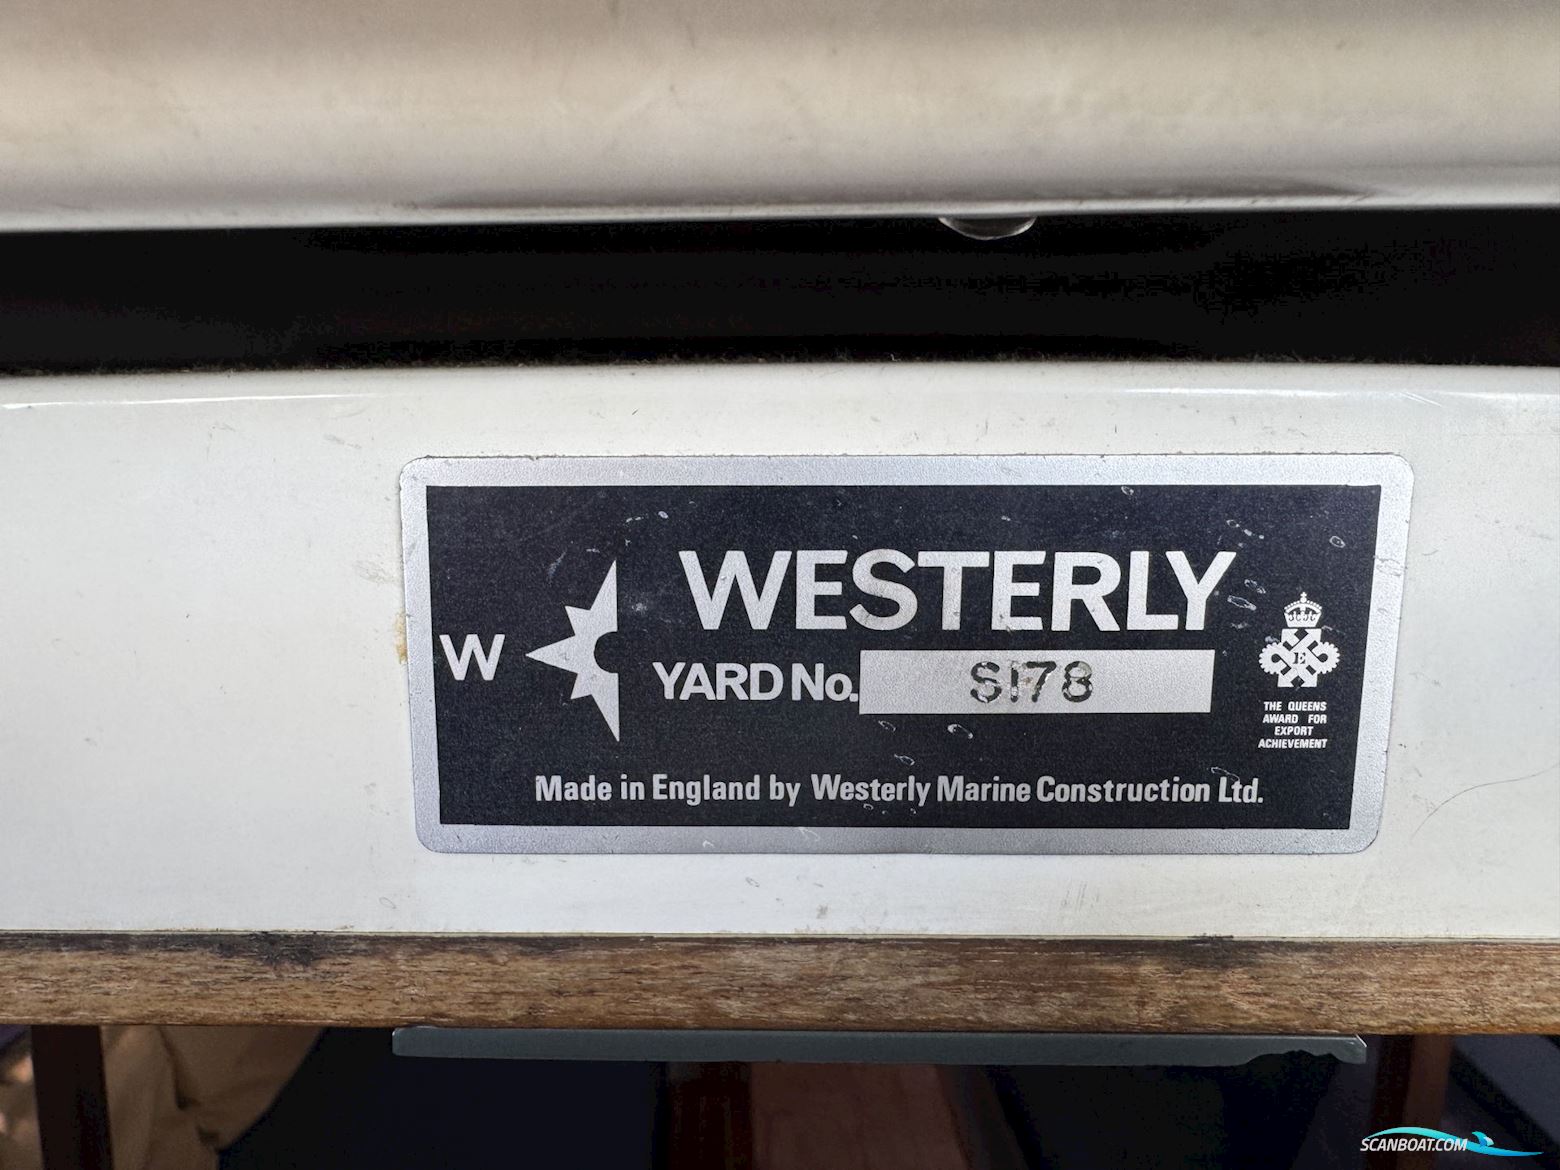 WESTERLY
W
YARD No. S178
E
THE QUEENS
AWARD FOR
EXPORT
ACHIEVEMENT
Made in England by Westerly Marine Construction Ltd.
SCANBOAT.COM